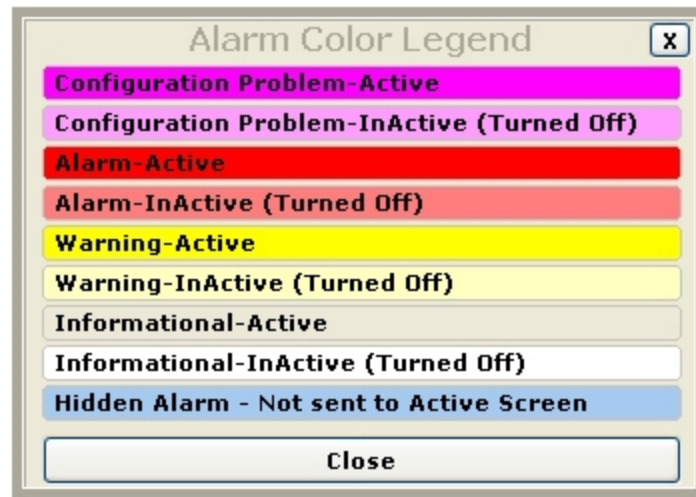 Alarm Color Legend
X
Configuration Problem-Active
Configuration Problem-InActive (Turned Off)
Alarm-Active
Alarm-InActive (Turned Off)
Warning-Active
Warning-InActive (Turned Off)
Informational-Active
Informational-InActive (Turned Off)
Hidden Alarm - Not sent to Active Screen
Close